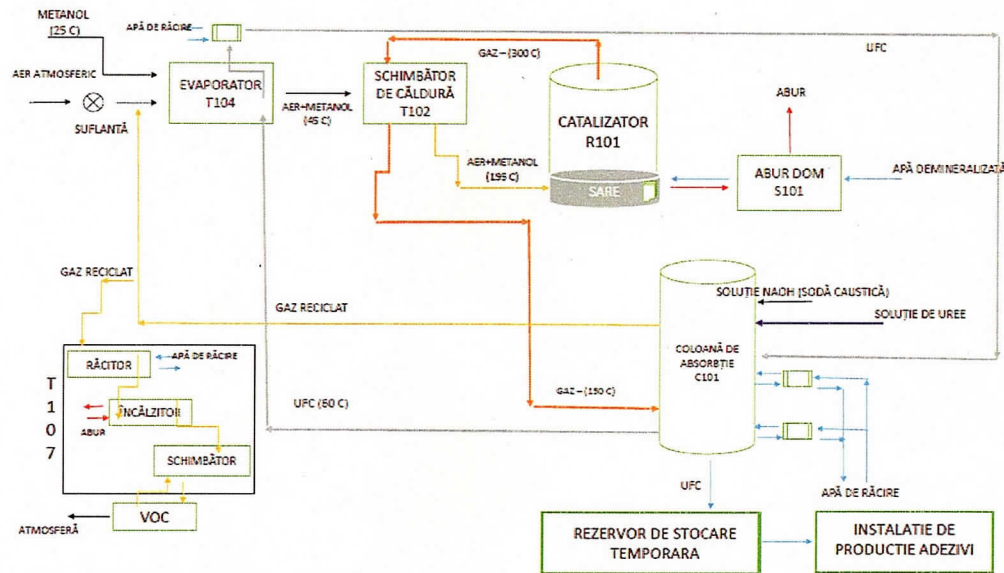 METANOL
(25 C)
APĂ DE RĂCIRE
UFC
GAZ – (300 C)
AER ATMOSFERIC
SUFLANTĂ
EVAPORATOR
T104
AER+METANOL
(45 C)
SCHIMBĂTOR
DE CĂLDURĂ
T102
CATALIZATOR
R101
SARE
AER+METANOL
(195 C)
ABUR
ABUR DOM
S101
APĂ DEMINERALIZATĂ
GAZ RECICLAT
GAZ RECICLAT
SOLUȚIE NAOH (SODĂ CAUSTICĂ)
SOLUȚIE DE UREE
COLOANĂ DE
ABSORBȚIE
C101
GAZ – (150 C)
UFC (60 C)
T
1
0
7
RĂCITOR
APĂ DE RĂCIRE
ÎNCĂLZITOR
ABUR
SCHIMBĂTOR
VOC
ATMOSFERĂ
UFC
APĂ DE RĂCIRE
REZERVOR DE STOCARE
TEMPORARA
INSTALATIE DE
PRODUCTIE ADEZIVI